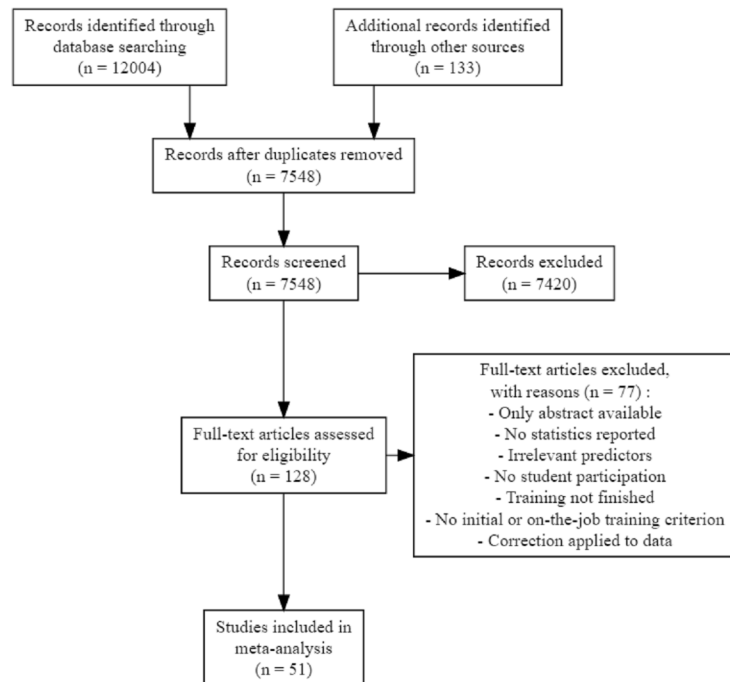 Records identified through
database searching
(n = 12004)
Additional records identified
through other sources
(n = 133)
Records after duplicates removed
(n = 7548)
Records screened
(n = 7548)
Records excluded
(n = 7420)
Full-text articles assessed
for eligibility
(n = 128)
Full-text articles excluded,
with reasons (n = 77) :
- Only abstract available
- No statistics reported
- Irrelevant predictors
- No student participation
- Training not finished
- No initial or on-the-job training criterion
- Correction applied to data
Studies included in
meta-analysis
(n = 51)